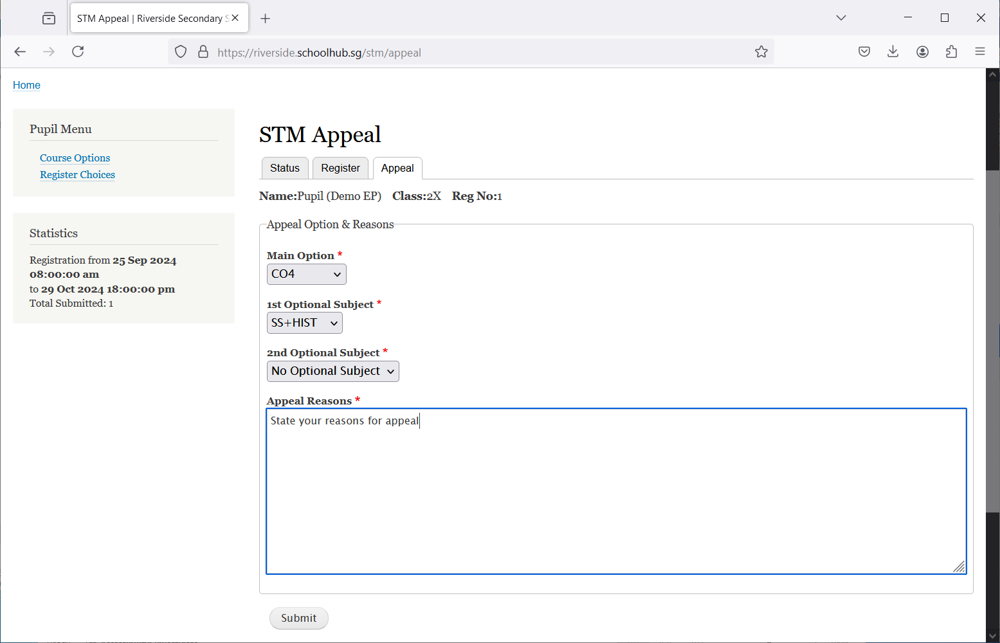 STM Appeal | Riverside Secondary S
https://riverside.schoolhub.sg/stm/appeal
Home
Pupil Menu
Course Options
Register Choices
Statistics
Registration from 25 Sep 2024
08:00:00 am
to 29 Oct 2024 18:00:00 pm
Total Submitted: 1
STM Appeal
Status Register Appeal
Name:Pupil (Demo EP) Class:2X Reg No:1
Appeal Option & Reasons
Main Option *
CO4
1st Optional Subject *
SS+HIST
2nd Optional Subject *
No Optional Subject
Appeal Reasons *
State your reasons for appeal
Submit